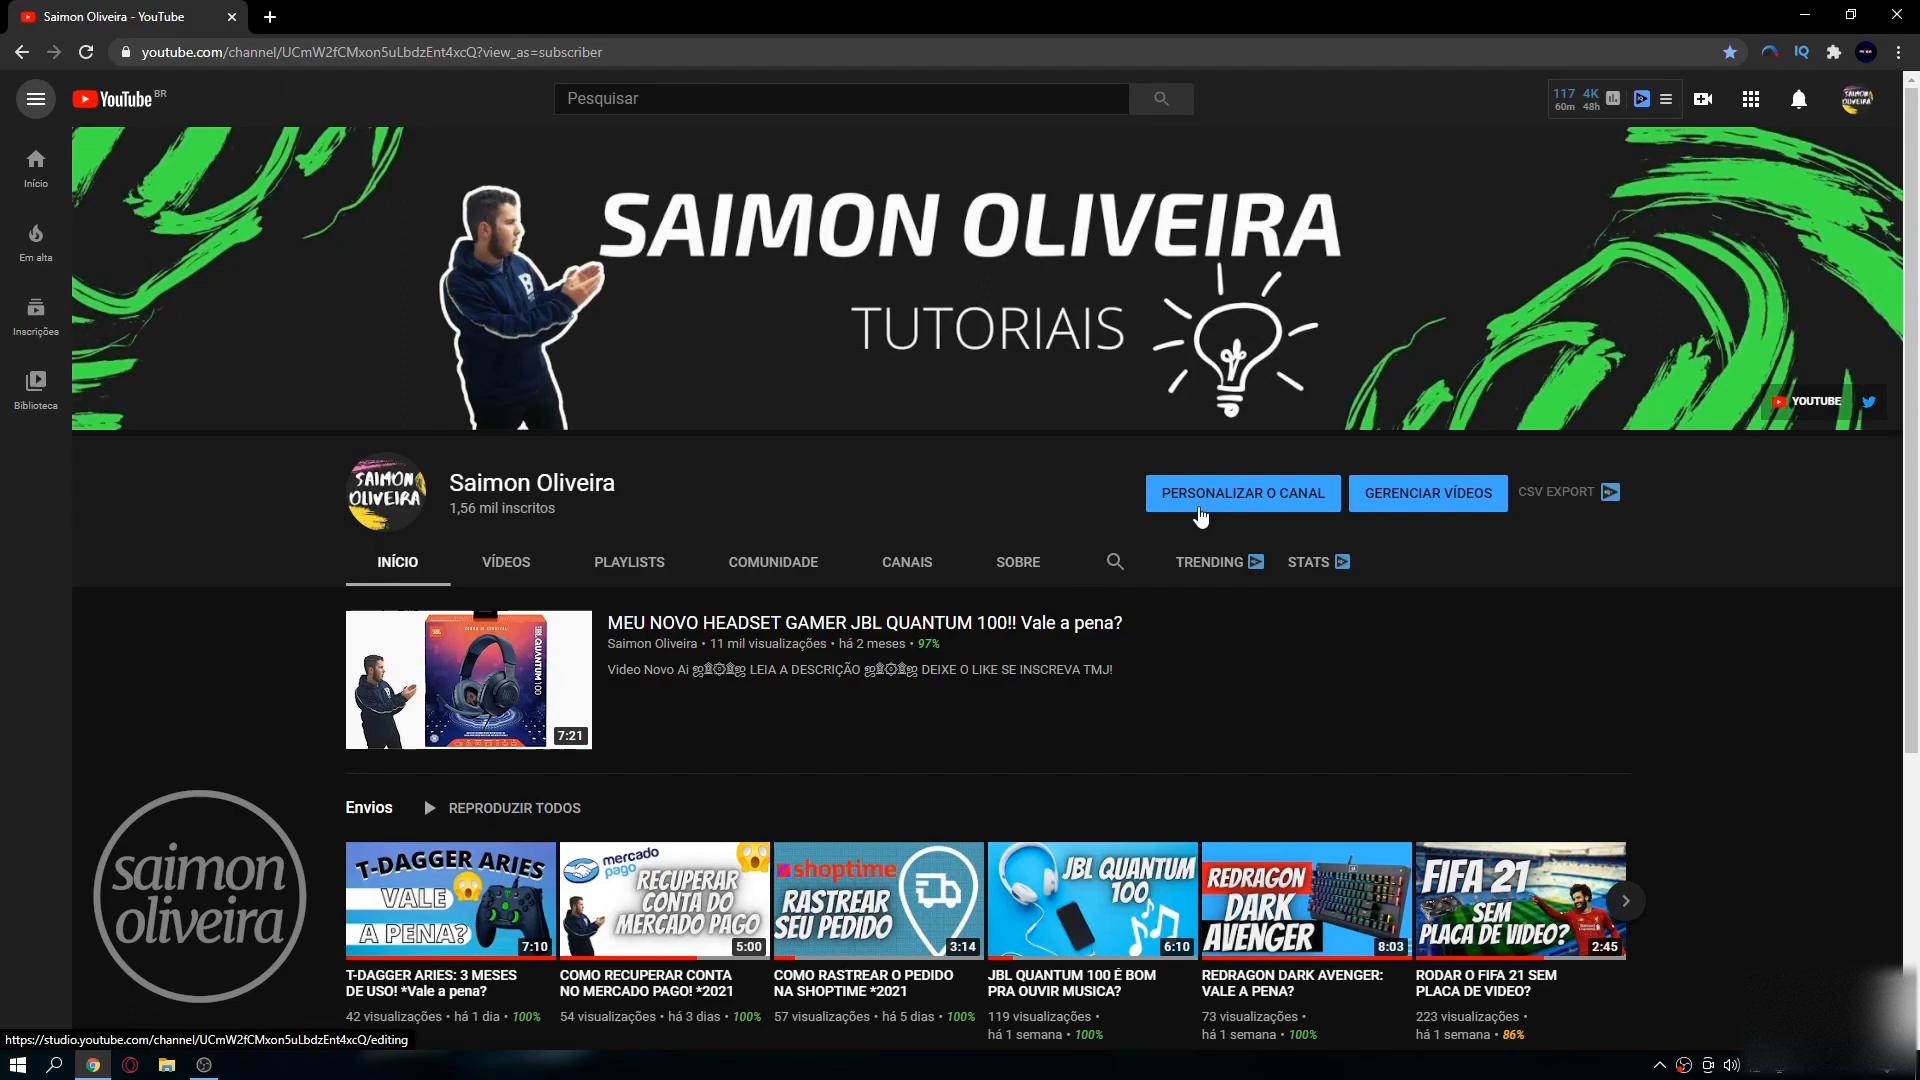 Saimon Oliveira - YouTube
youtube.com/channel/UCmW2fCMxon5uLbdzEnt4xcQ?view_as=subscriber
YouTube BR
Pesquisar
117 4K
60m 48h
Início
Em alta
Inscrições
Biblioteca
SAIMON OLIVEIRA
TUTORIAIS
YOUTUBE
SAIMON
OLIVEIRA
Saimon Oliveira
1,56 mil inscritos
PERSONALIZAR O CANAL
GERENCIAR VÍDEOS
CSV EXPORT
INÍCIO VÍDEOS PLAYLISTS COMUNIDADE CANAIS SOBRE TRENDING STATS
JBL QUANTUM 100
7:21
MEU NOVO HEADSET GAMER JBL QUANTUM 100!! Vale a pena?
Saimon Oliveira • 11 mil visualizações • há 2 meses • 97%
Video Novo Ai ஜ۩۞۩ஜ LEIA A DESCRIÇÃO ஜ۩۞۩ஜ DEIXE O LIKE SE INSCREVA TMJ!
Envios
REPRODUZIR TODOS
saimon
oliveira
T-DAGGER ARIES
VALE
A PENA?
7:10
T-DAGGER ARIES: 3 MESES
DE USO! *Vale a pena?
42 visualizações • há 1 dia • 100%
mercado
pago
RECUPERAR
CONTA DO
MERCADO PAGO
5:00
COMO RECUPERAR CONTA
NO MERCADO PAGO! *2021
54 visualizações • há 3 dias • 100%
shoptime
RASTREAR
SEU PEDIDO
3:14
COMO RASTREAR O PEDIDO
NA SHOPTIME *2021
57 visualizações • há 5 dias • 100%
JBL QUANTUM
100
6:10
JBL QUANTUM 100 É BOM
PRA OUVIR MUSICA?
119 visualizações •
há 1 semana • 100%
REDRAGON
DARK
AVENGER
8:03
REDRAGON DARK AVENGER:
VALE A PENA?
73 visualizações •
há 1 semana • 100%
FIFA 21
SEM
PLACA DE VIDEO?
2:45
RODAR O FIFA 21 SEM
PLACA DE VIDEO?
223 visualizações •
há 1 semana • 86%
https://studio.youtube.com/channel/UCmW2fCMxon5uLbdzEnt4xcQ/editing